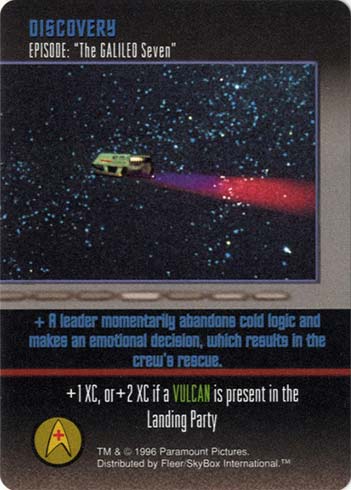 DISCOVERY
EPISODE: "The GALILEO Seven"
+ A leader momentarily abandons cold logic and
makes an emotional decision, which results in the
crew's rescue.
+1 XC, or +2 XC if a VULCAN is present in the
Landing Party
TM & © 1996 Paramount Pictures.
Distributed by Fleer/SkyBox International.™